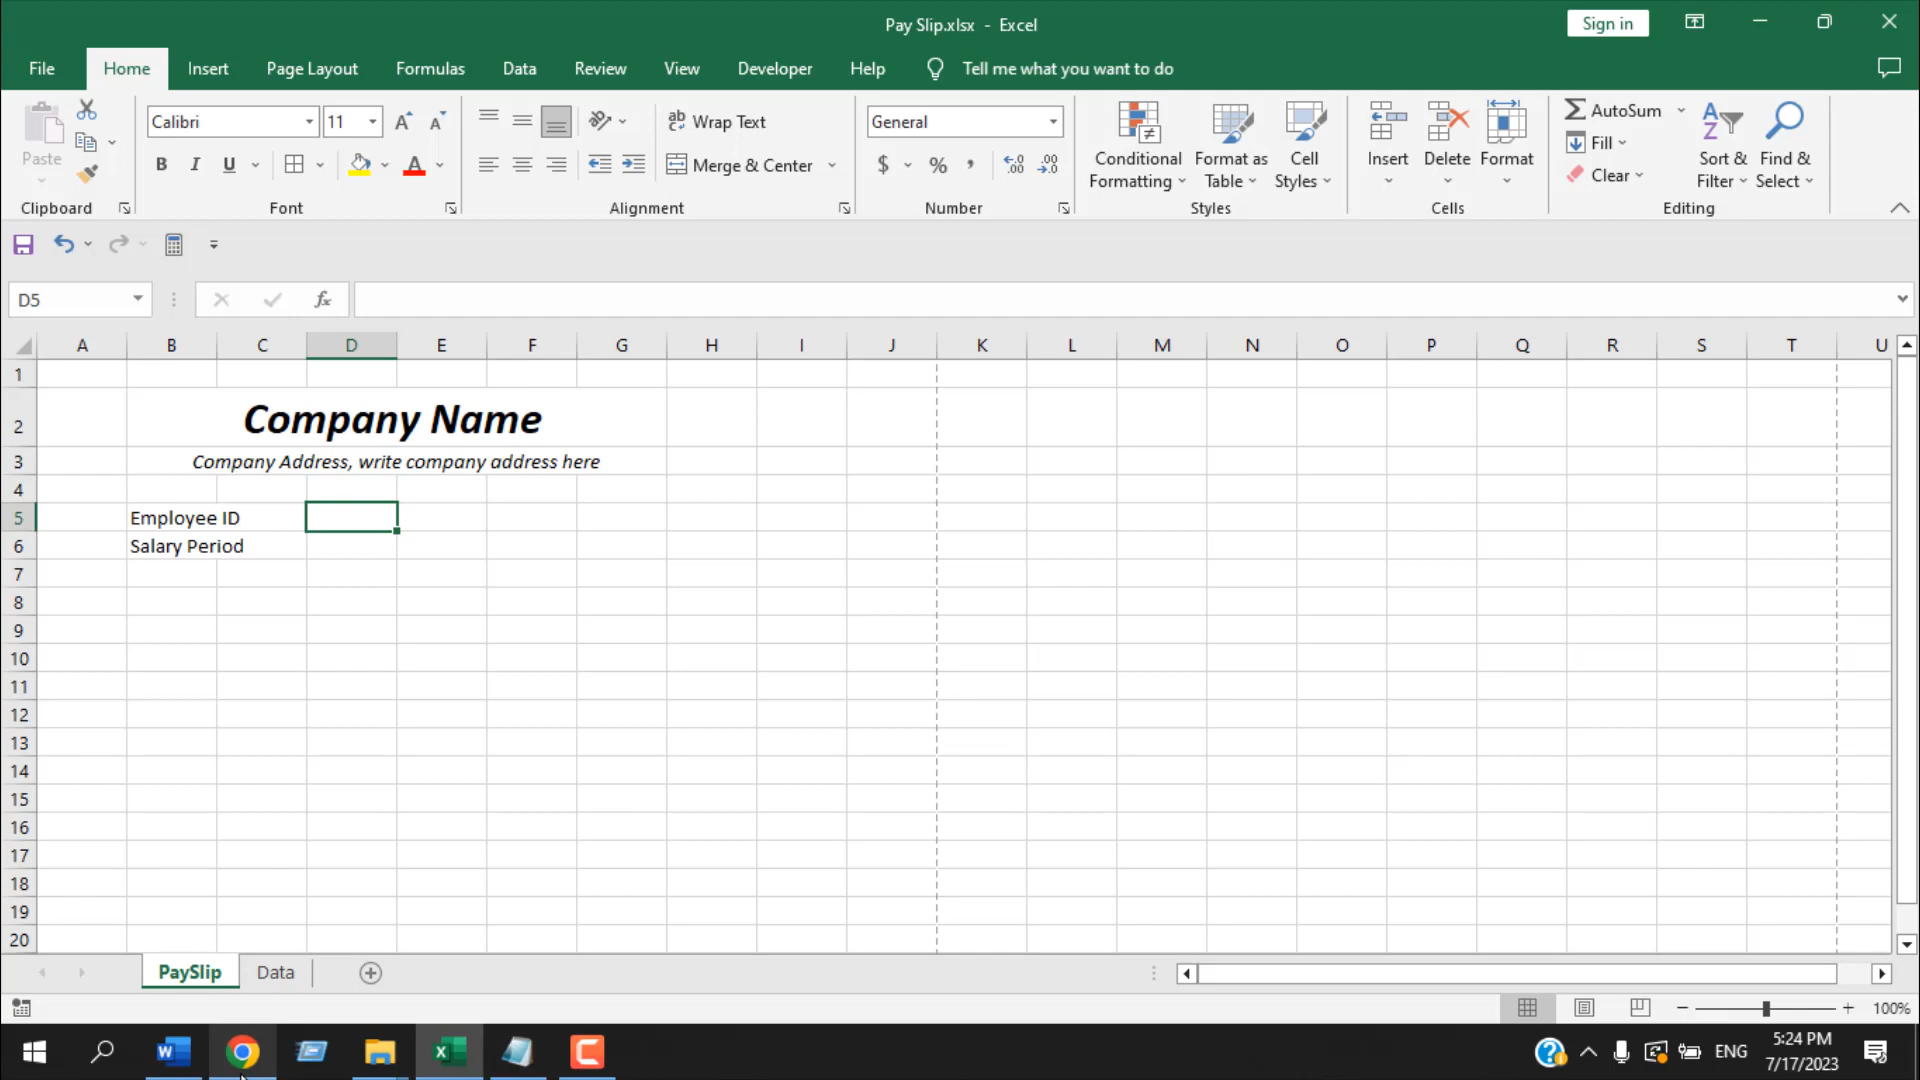 Pay Slip.xlsx - Excel
Sign in
File Home Insert Page Layout Formulas Data Review View Developer Help Tell me what you want to do
Paste
Calibri 11
B I U A
Wrap Text
Merge & Center
General
$ % ,
Conditional Formatting
Format as Table
Cell Styles
Insert Delete Format
AutoSum
Fill
Clear
Sort & Filter
Find & Select
Clipboard Font Alignment Number Styles Cells Editing
D5 fx
A B C D E F G H I J K L M N O P Q R S T U
1
2 Company Name
3 Company Address, write company address here
4
5 Employee ID
6 Salary Period
7
8
9
10
11
12
13
14
15
16
17
18
19
20
PaySlip Data
100%
ENG
5:24 PM
7/17/2023